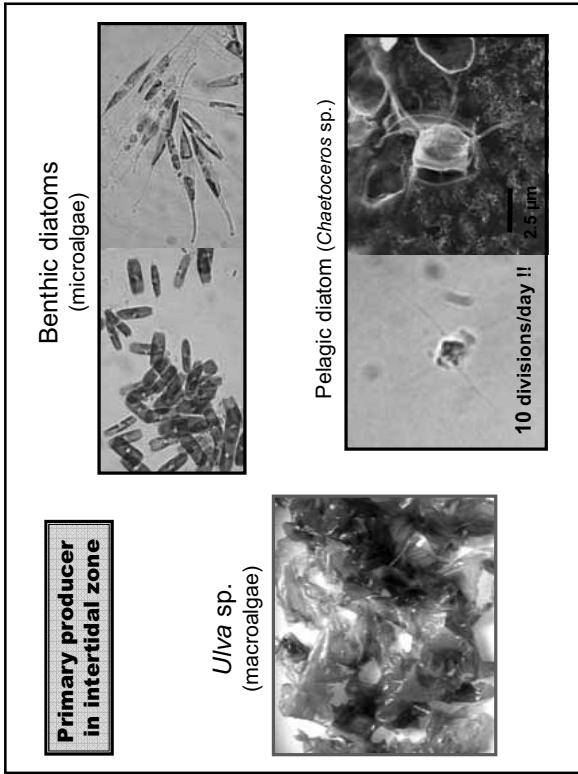 Primary producer
in intertidal zone
Benthic diatoms
(microalgae)
Ulva sp.
(macroalgae)
Pelagic diatom (Chaetoceros sp.)
10 divisions/day !!
2.5 µm